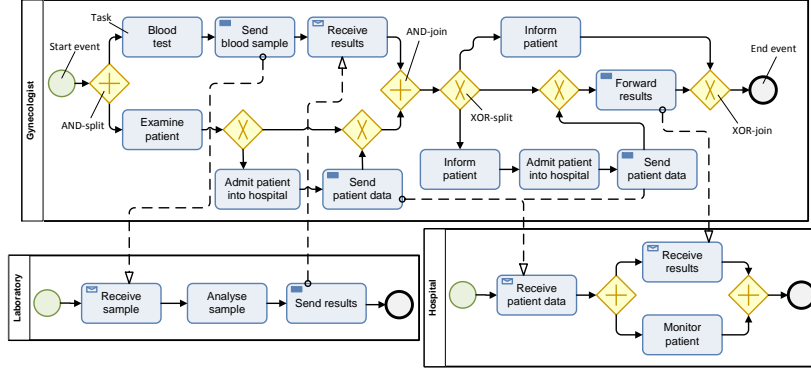 Gynecologist
Task
Start event
AND-split
Blood
test
Send
blood sample
Receive
results
AND-join
Inform
patient
End event
Forward
results
XOR-split
XOR-join
Examine
patient
Admit patient
into hospital
Send
patient data
Inform
patient
Admit patient
into hospital
Send
patient data
Laboratory
Receive
sample
Analyse
sample
Send results
Hospital
Receive
patient data
Receive
results
Monitor
patient